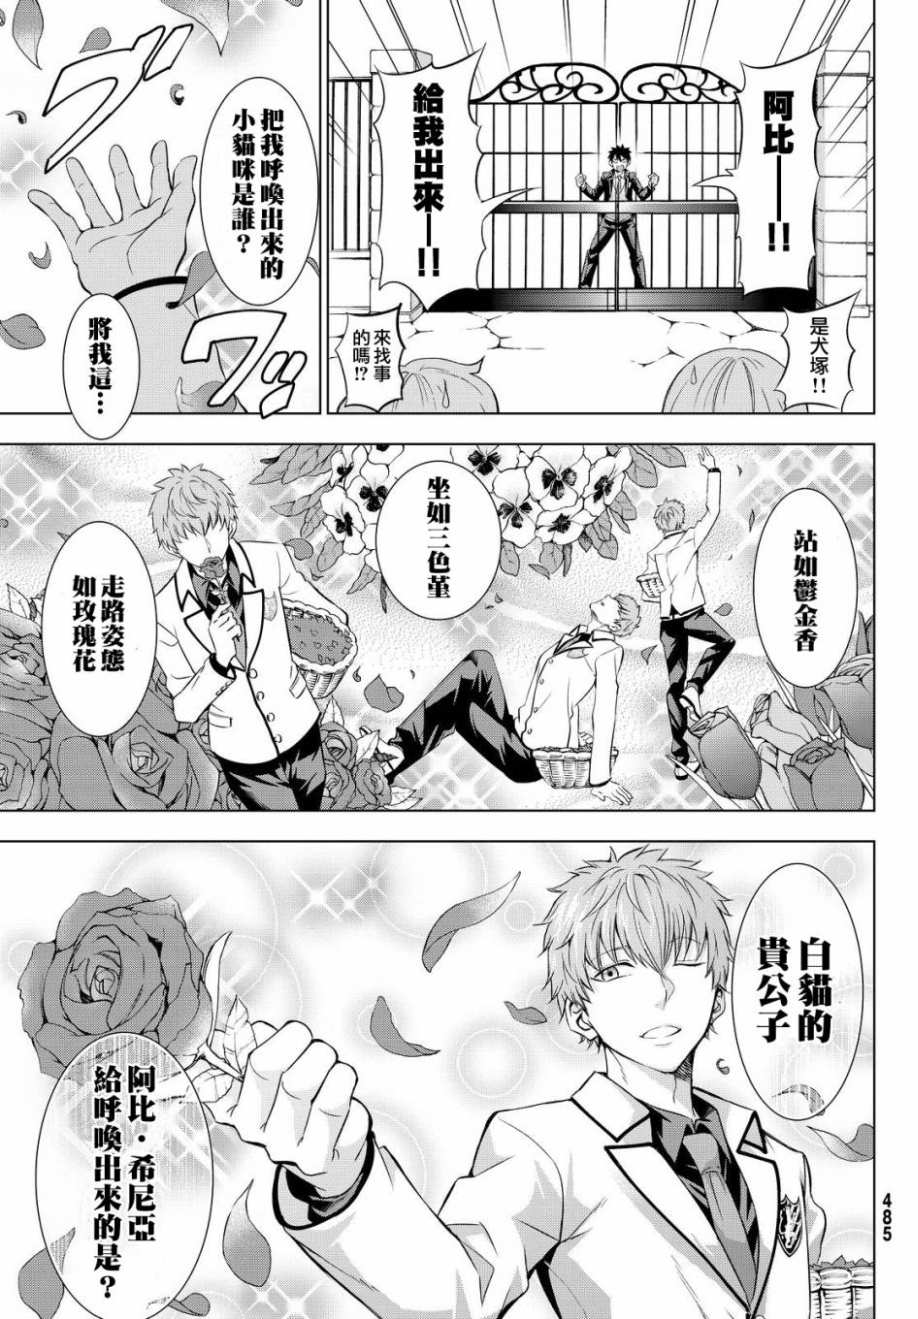 阿比—!!
給我出來—!!
是犬塚!!
來找事
的嗎!?
把我呼喚出來的
小貓咪是誰?
將我這…
ブ
ワッ
站如鬱金香
坐如三色堇
走路姿態
如玫瑰花
白貓的
貴公子
阿比·希尼亞
給呼喚出來的是?
485